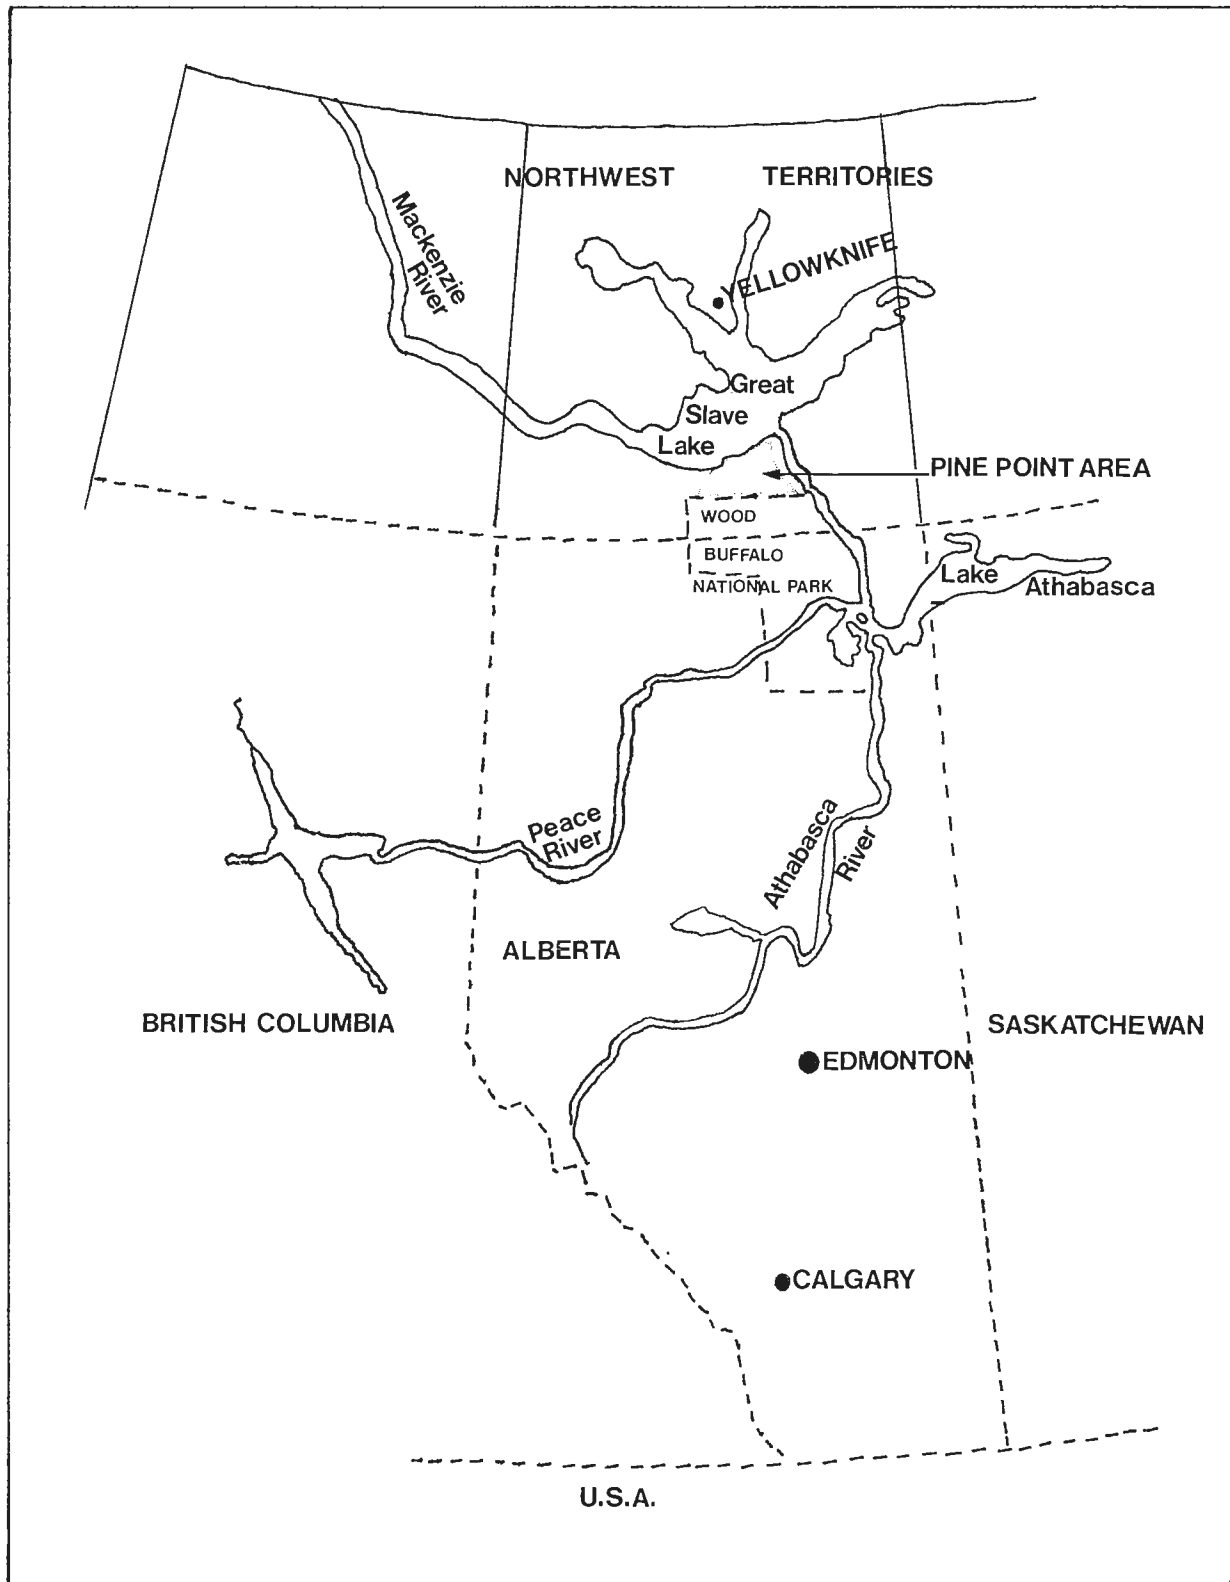 NORTHWEST TERRITORIES
Mackenzie
River
YELLOWKNIFE
Great
Slave
Lake
PINE POINT AREA
WOOD
BUFFALO
NATIONAL PARK
Lake
Athabasca
Peace
River
Athabasca
River
ALBERTA
BRITISH COLUMBIA
SASKATCHEWAN
EDMONTON
CALGARY
U.S.A.